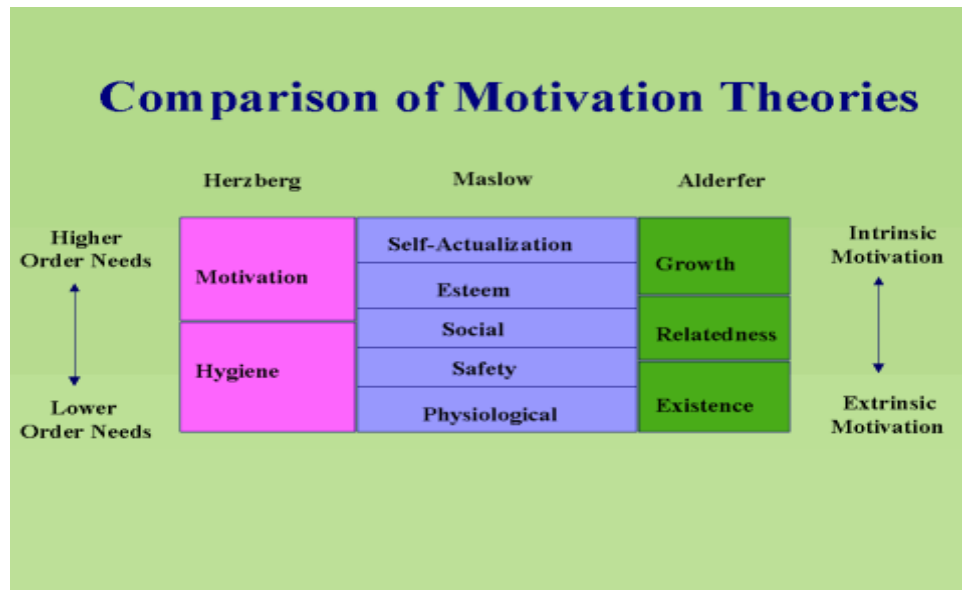 Comparison of Motivation Theories
Herzberg
Maslow
Alderfer
Higher
Order Needs
Lower
Order Needs
Motivation
Hygiene
Self-Actualization
Esteem
Social
Safety
Physiological
Growth
Relatedness
Existence
Intrinsic
Motivation
Extrinsic
Motivation